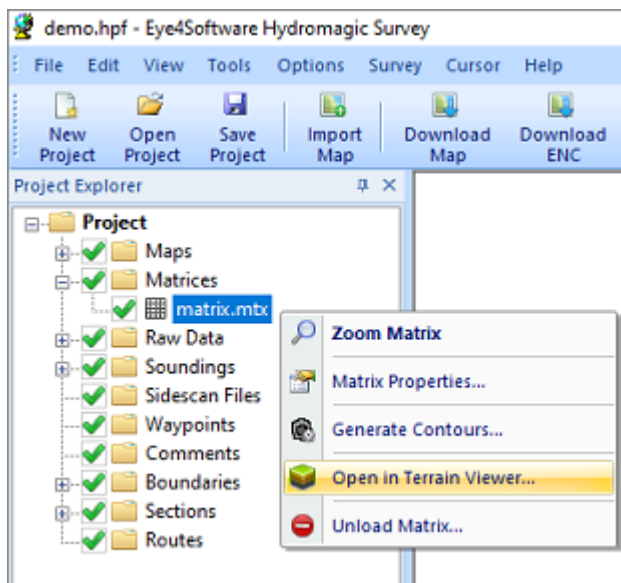 demo.hpf - Eye4Software Hydromagic Survey
File Edit View Tools Options Survey Cursor Help
New Project Open Project Save Project Import Map Download Map Download ENC
Project Explorer
Project
Maps
Matrices
matrix.mtx
Raw Data
Soundings
Sidescan Files
Waypoints
Comments
Boundaries
Sections
Routes
Zoom Matrix
Matrix Properties...
Generate Contours...
Open in Terrain Viewer...
Unload Matrix...